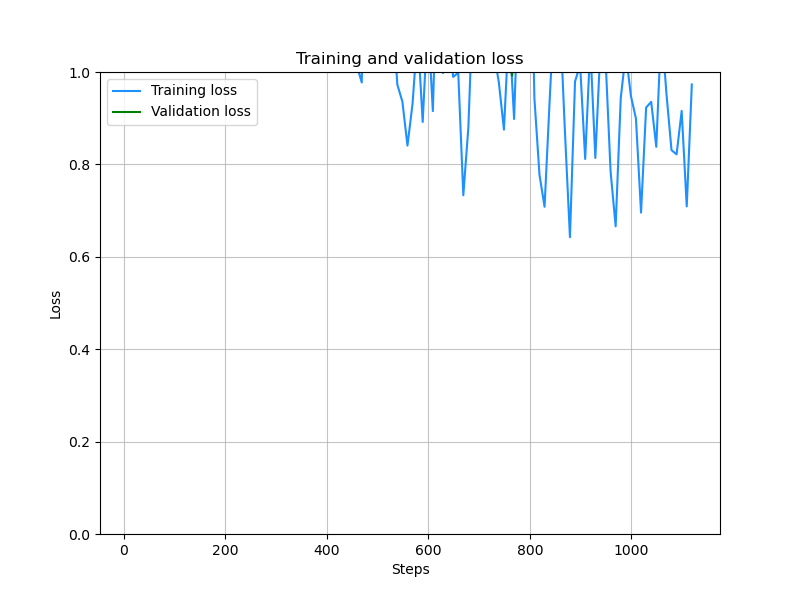 Training and validation loss
Training loss
Validation loss
1.0
0.8
0.6
0.4
0.2
0.0
Loss
0 200 400 600 800 1000
Steps